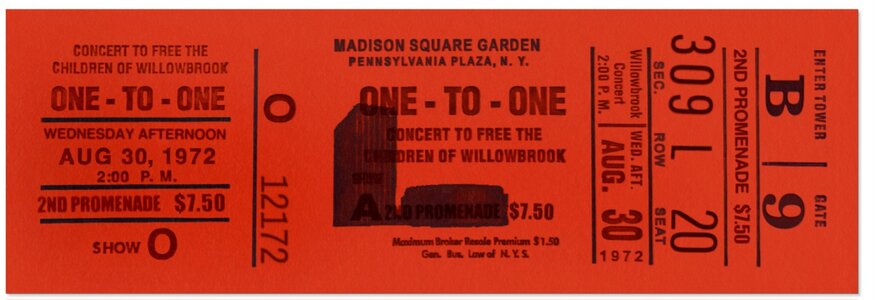 CONCERT TO FREE THE
CHILDREN OF WILLOWBROOK
ONE - TO - ONE
WEDNESDAY AFTERNOON
AUG 30, 1972
2:00 P. M.
2ND PROMENADE $7.50
SHOW O
O
12172
MADISON SQUARE GARDEN
PENNSYLVANIA PLAZA, N. Y.
ONE - TO - ONE
CONCERT TO FREE THE
CHILDREN OF WILLOWBROOK
A 2ND PROMENADE $7.50
Maximum Broker Resale Premium $1.50
Gen. Bus. Law of N. Y. S.
Willowbrook
Concert
2:00 P. M.
WED. AFT.
AUG. 30
1972
SEC. ROW SEAT
309 L 20
2ND PROMENADE $7.50
B 9
ENTER TOWER GATE